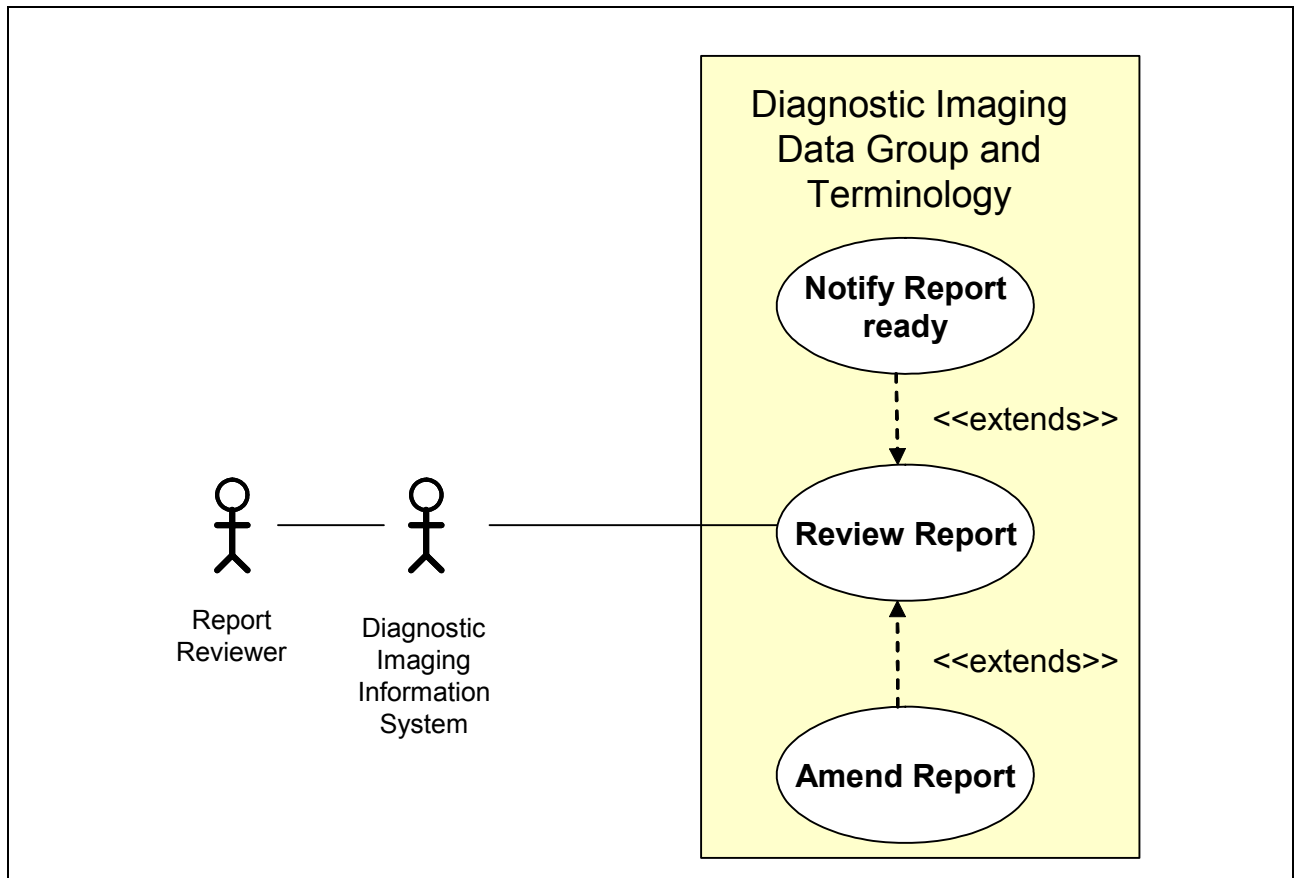 Diagnostic Imaging
Data Group and
Terminology
Notify Report
ready
<<extends>>
Review Report
<<extends>>
Amend Report
Report
Reviewer
Diagnostic
Imaging
Information
System